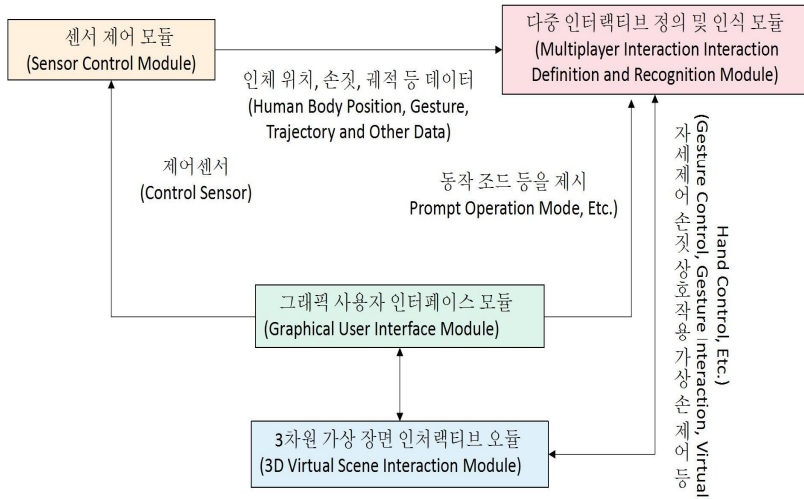 센서 제어 모듈
(Sensor Control Module)
다중 인터랙티브 정의 및 인식 모듈
(Multiplayer Interaction Interaction
Definition and Recognition Module)
인체 위치, 손짓, 궤적 등 데이터
(Human Body Position, Gesture,
Trajectory and Other Data)
제어센서
(Control Sensor)
동작 조드 등을 제시
Prompt Operation Mode, Etc.)
자세제어 손짓상호작용 가상 손 제어 등
(Gesture Control, Gesture Interaction, Virtual
Hand Control, Etc.)
그래픽 사용자 인터페이스 모듈
(Graphical User Interface Module)
3차원 가상 장면 인처랙티브 오듈
(3D Virtual Scene Interaction Module)